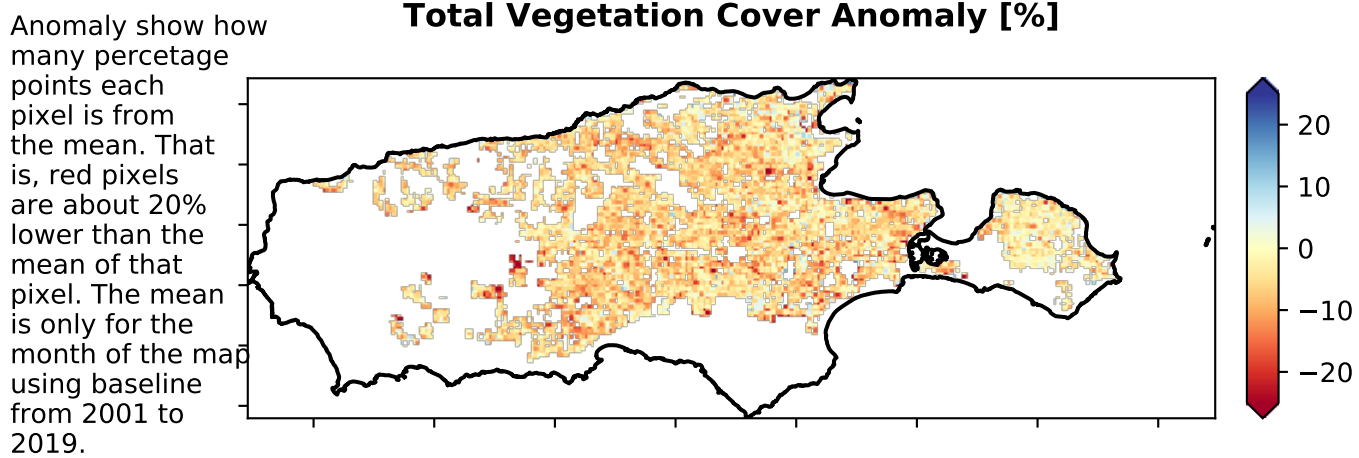 Total Vegetation Cover Anomaly [%]
Anomaly show how
many percetage
points each
pixel is from
the mean. That
is, red pixels
are about 20%
lower than the
mean of that
pixel. The mean
is only for the
month of the map
using baseline
from 2001 to
2019.
20
10
0
−10
−20